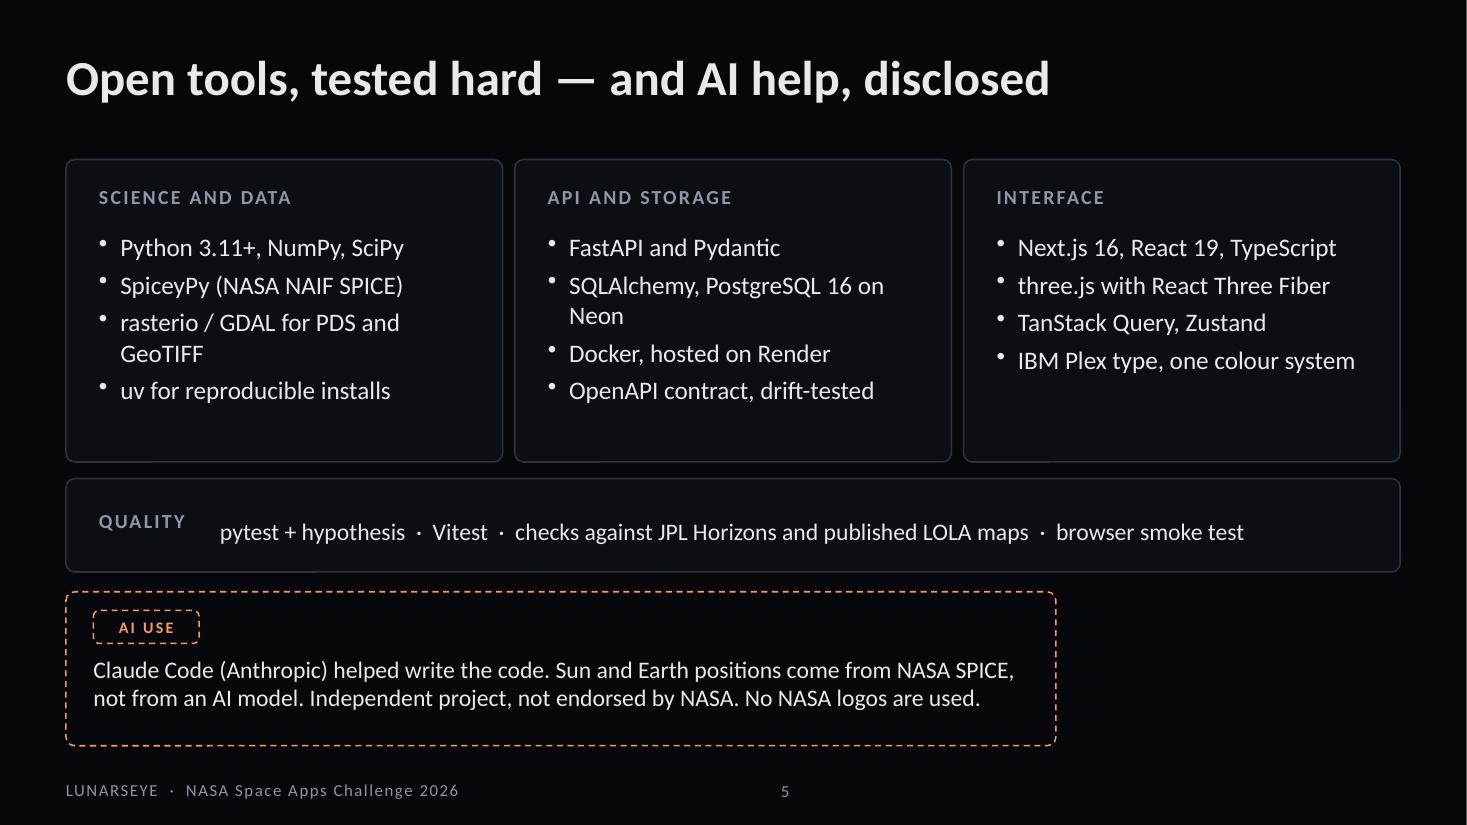 Open tools, tested hard — and AI help, disclosed
SCIENCE AND DATA
• Python 3.11+, NumPy, SciPy
• SpiceyPy (NASA NAIF SPICE)
• rasterio / GDAL for PDS and
GeoTIFF
• uv for reproducible installs
API AND STORAGE
• FastAPI and Pydantic
• SQLAlchemy, PostgreSQL 16 on
Neon
• Docker, hosted on Render
• OpenAPI contract, drift-tested
INTERFACE
• Next.js 16, React 19, TypeScript
• three.js with React Three Fiber
• TanStack Query, Zustand
• IBM Plex type, one colour system
QUALITY
pytest + hypothesis · Vitest · checks against JPL Horizons and published LOLA maps · browser smoke test
AI USE
Claude Code (Anthropic) helped write the code. Sun and Earth positions come from NASA SPICE,
not from an AI model. Independent project, not endorsed by NASA. No NASA logos are used.
LUNARSEYE · NASA Space Apps Challenge 2026
5